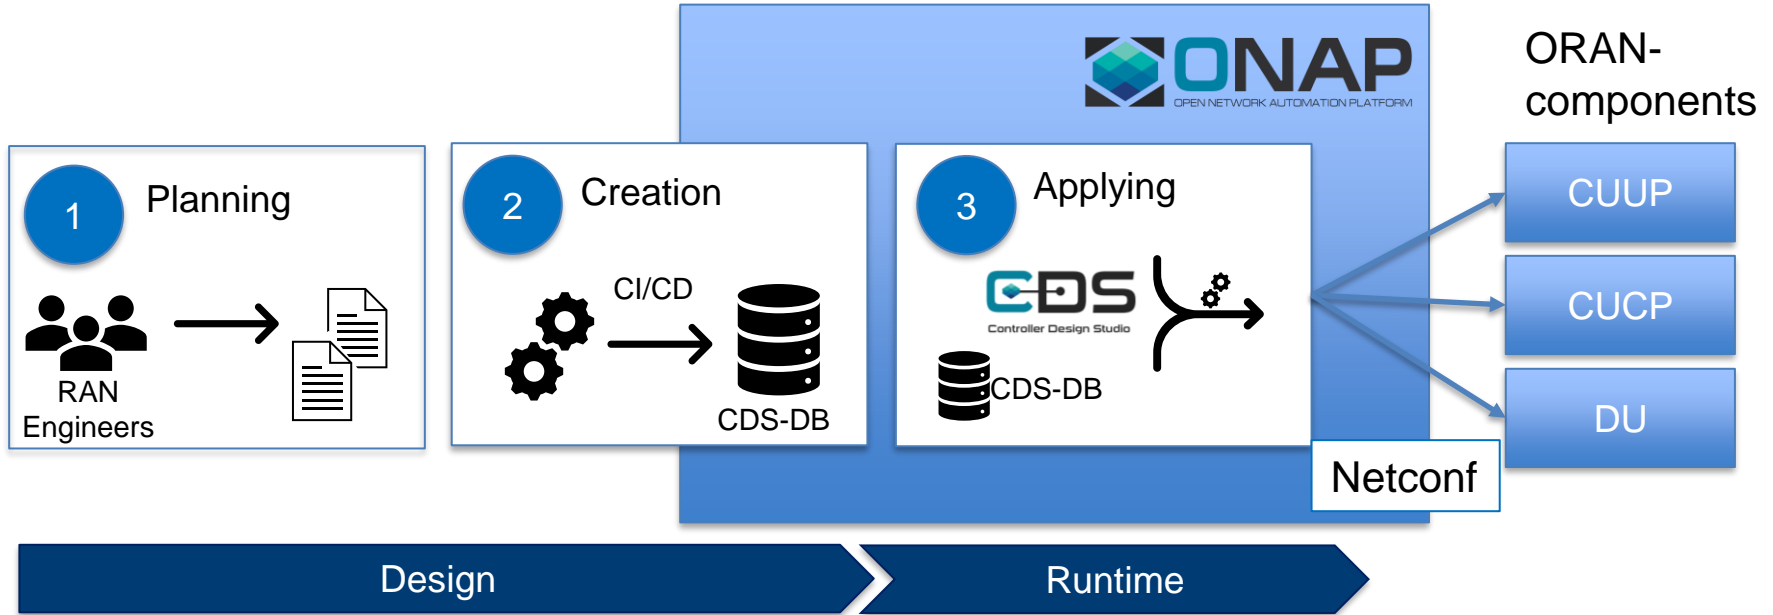 ONAP
OPEN NETWORK AUTOMATION PLATFORM
ORAN-
components
1
Planning
RAN
Engineers
2
Creation
CI/CD
CDS-DB
3
Applying
CDS
Controller Design Studio
CDS-DB
Netconf
CUUP
CUCP
DU
Design
Runtime